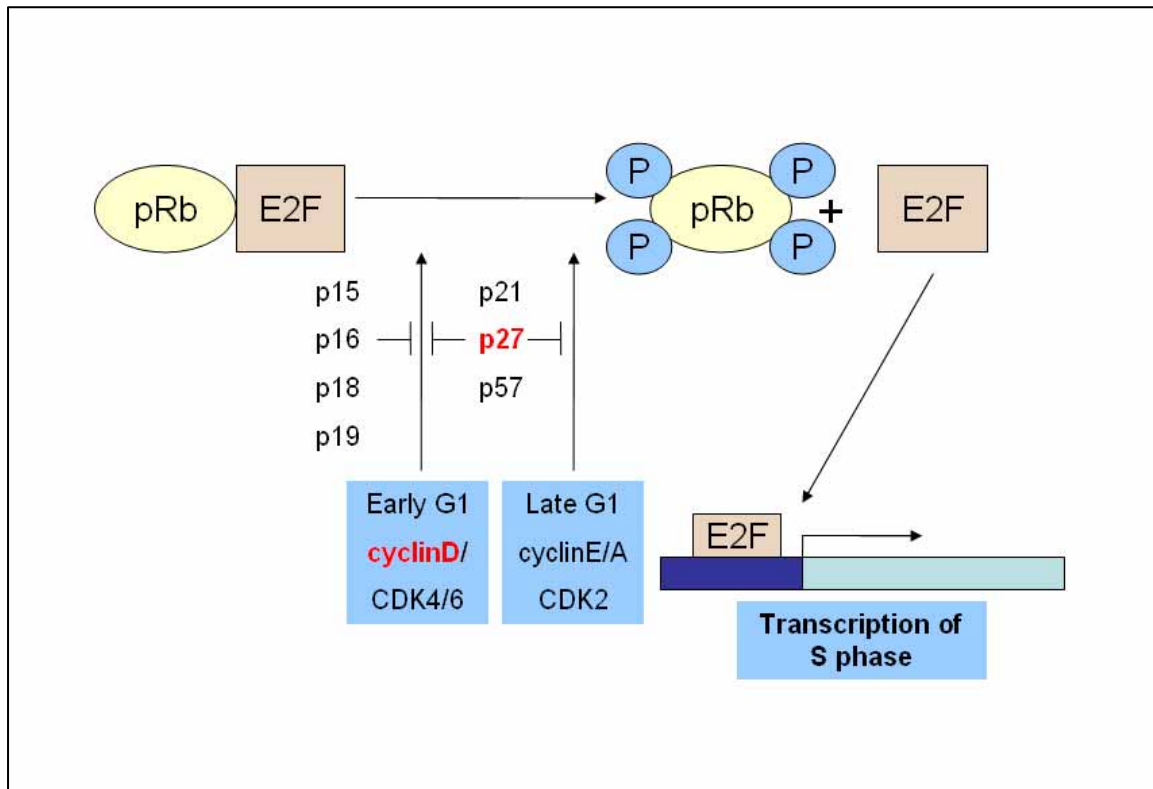 pRb
E2F
P
P
pRb
P
P
+
E2F
p15
p16
p18
p19
p21
p27
p57
Early G1
cyclinD/
CDK4/6
Late G1
cyclinE/A
CDK2
E2F
Transcription of
S phase